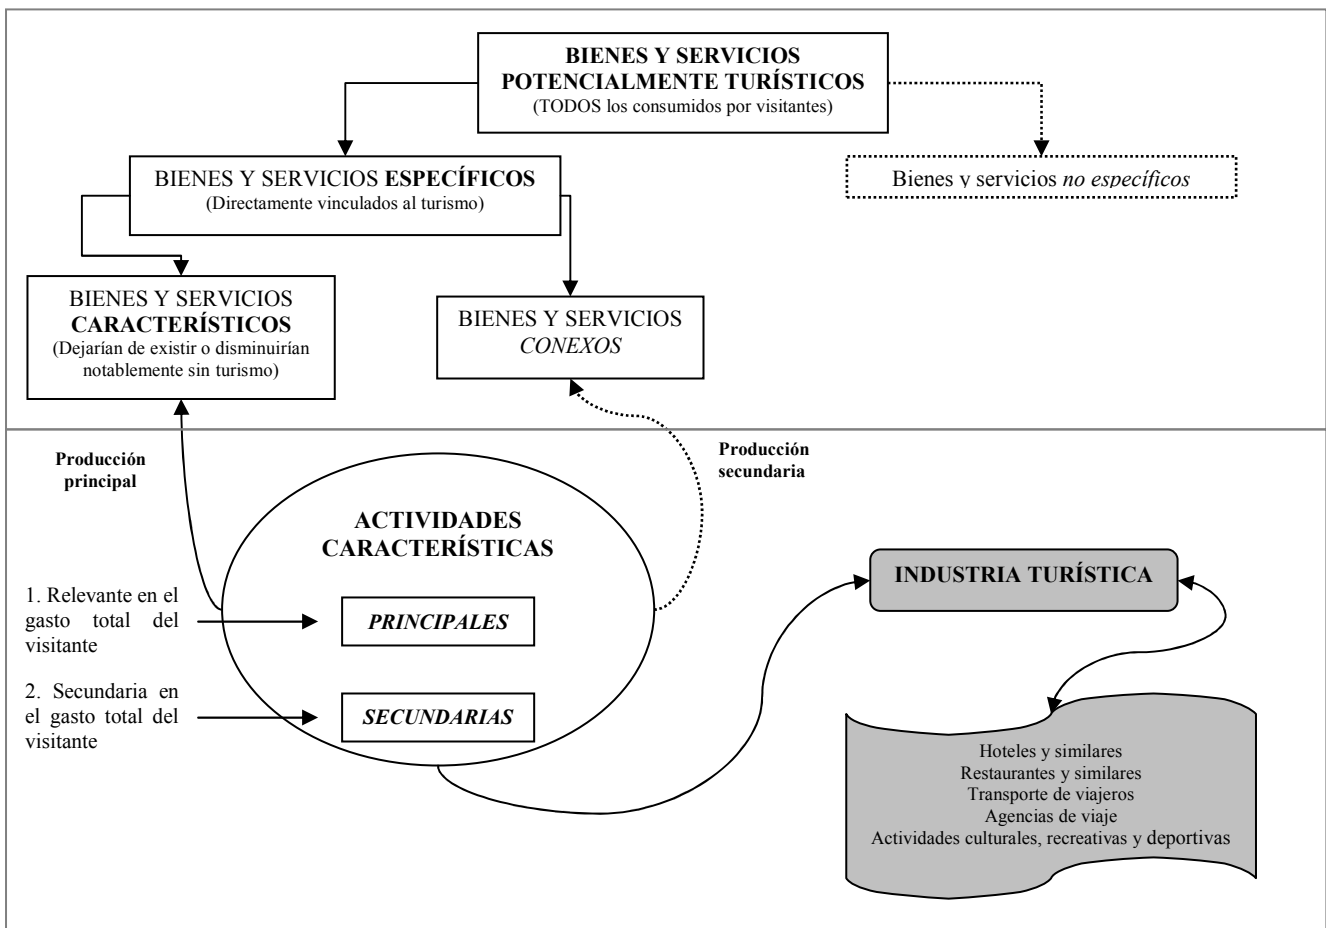 BIENES Y SERVICIOS
POTENCIALMENTE TURÍSTICOS
(TODOS los consumidos por visitantes)
BIENES Y SERVICIOS ESPECÍFICOS
(Directamente vinculados al turismo)
Bienes y servicios no específicos
BIENES Y SERVICIOS
CARACTERÍSTICOS
(Dejarían de existir o disminuirían
notablemente sin turismo)
BIENES Y SERVICIOS
CONEXOS
Producción
principal
Producción
secundaria
ACTIVIDADES
CARACTERÍSTICAS
1. Relevante en el
gasto total del
visitante
PRINCIPALES
2. Secundaria en
el gasto total del
visitante
SECUNDARIAS
INDUSTRIA TURÍSTICA
Hoteles y similares
Restaurantes y similares
Transporte de viajeros
Agencias de viaje
Actividades culturales, recreativas y deportivas